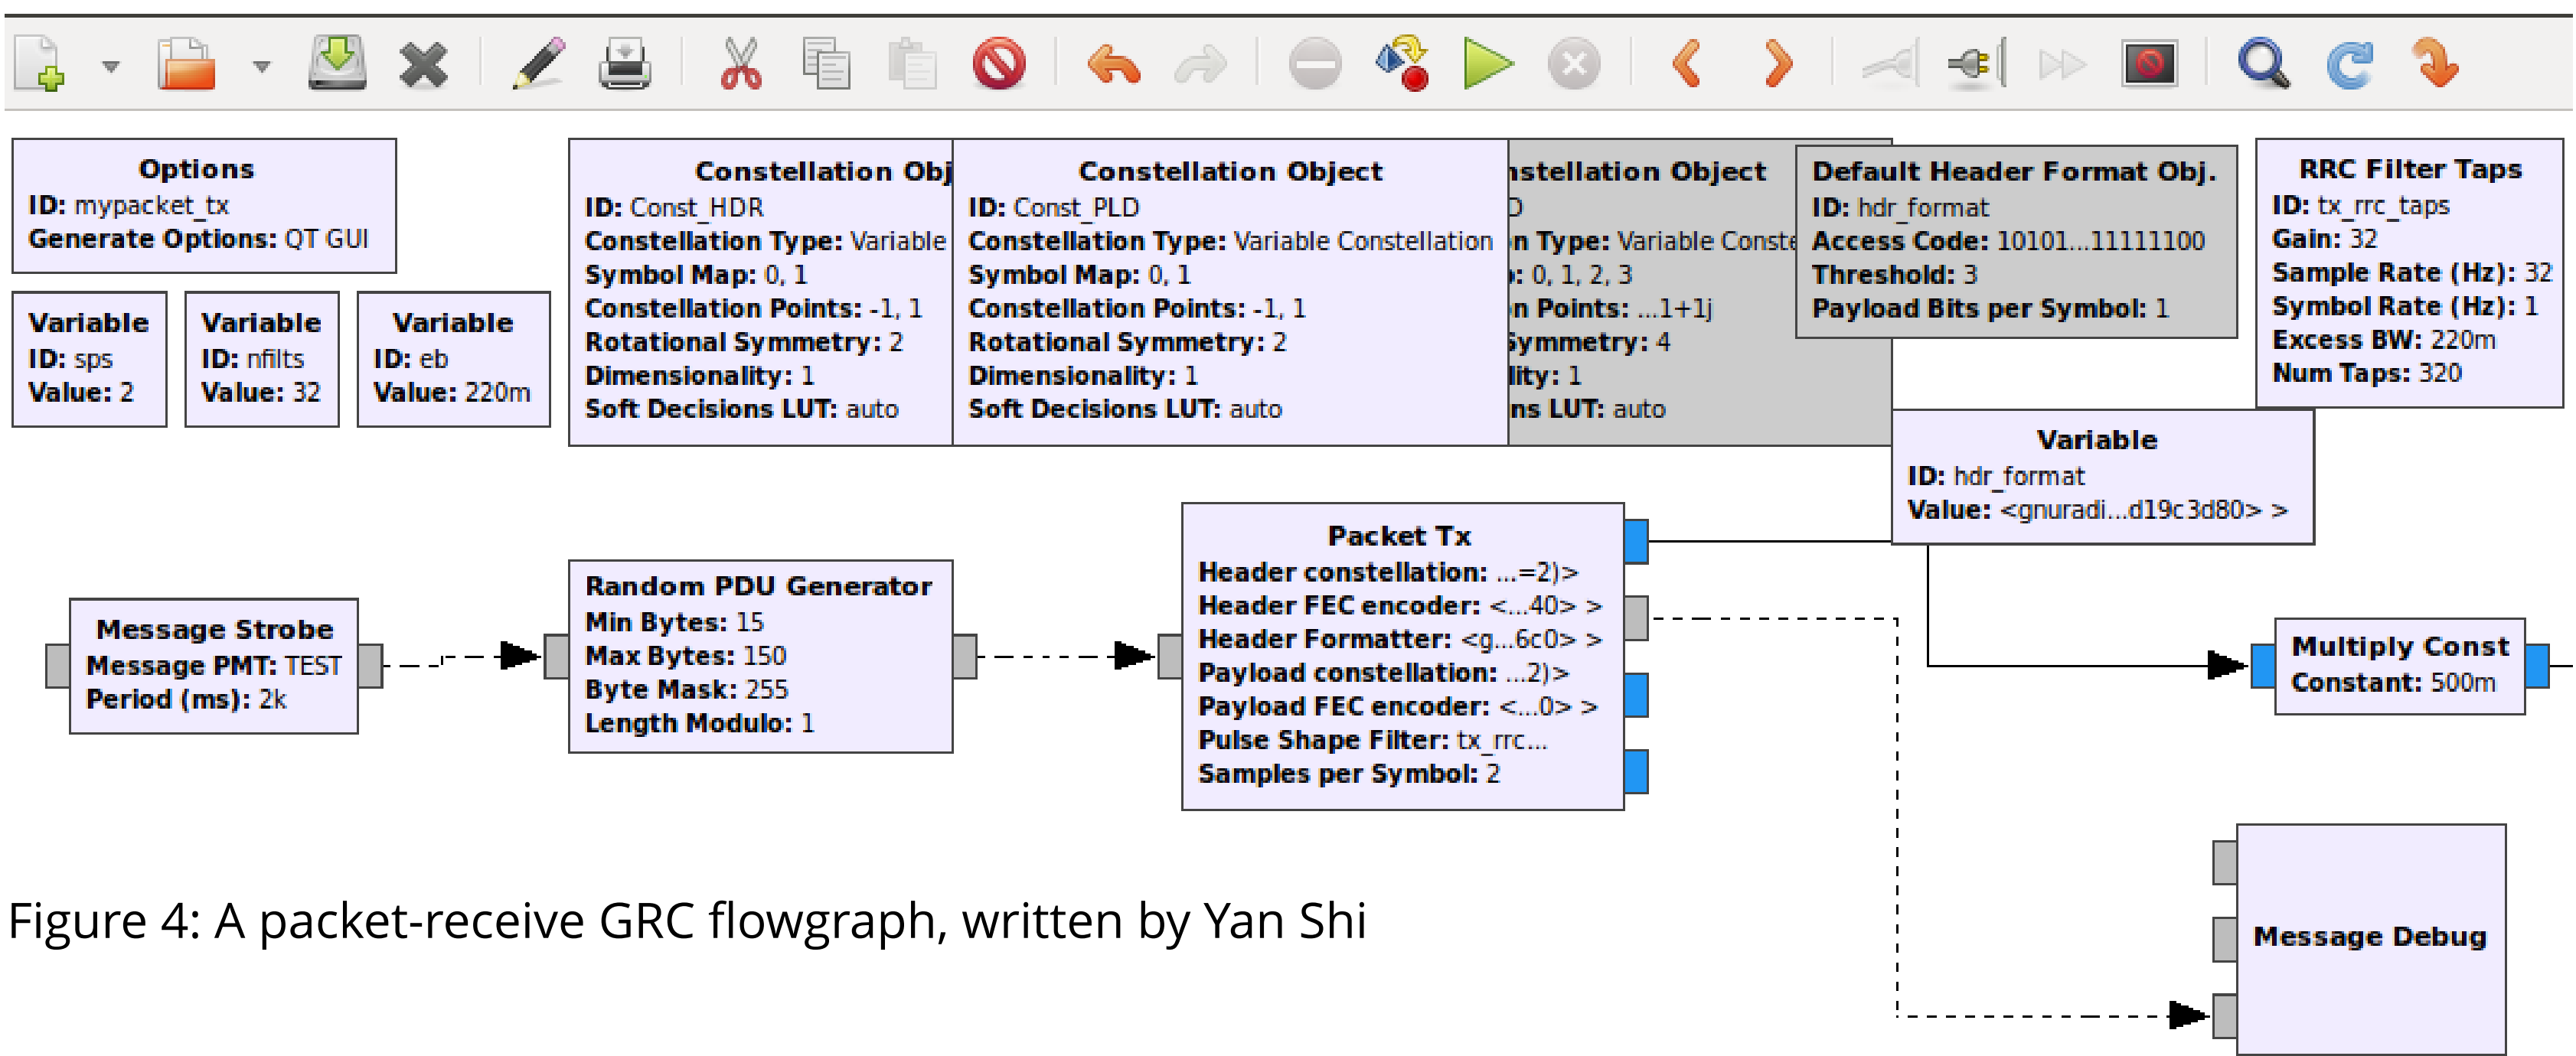 Options
ID: mypacket_tx
Generate Options: QT GUI
Variable
ID: sps
Value: 2
Variable
ID: nfilts
Value: 32
Variable
ID: eb
Value: 220m
Constellation Obj
ID: Const_HDR
Constellation Type: Variable
Symbol Map: 0, 1
Constellation Points: -1, 1
Rotational Symmetry: 2
Dimensionality: 1
Soft Decisions LUT: auto
Constellation Object
ID: Const_PLD
Constellation Type: Variable Constellation
Symbol Map: 0, 1
Constellation Points: -1, 1
Rotational Symmetry: 2
Dimensionality: 1
Soft Decisions LUT: auto
nstellation Object
D
n Type: Variable Conste
: 0, 1, 2, 3
n Points: ...1+1j
Symmetry: 4
lity: 1
ns LUT: auto
Default Header Format Obj.
ID: hdr_format
Access Code: 10101...11111100
Threshold: 3
Payload Bits per Symbol: 1
RRC Filter Taps
ID: tx_rrc_taps
Gain: 32
Sample Rate (Hz): 32
Symbol Rate (Hz): 1
Excess BW: 220m
Num Taps: 320
Variable
ID: hdr_format
Value: <gnuradi...d19c3d80> >
Message Strobe
Message PMT: TEST
Period (ms): 2k
Random PDU Generator
Min Bytes: 15
Max Bytes: 150
Byte Mask: 255
Length Modulo: 1
Packet Tx
Header constellation: ...=2)>
Header FEC encoder: <...40> >
Header Formatter: <g...6c0> >
Payload constellation: ...2)>
Payload FEC encoder: <...0> >
Pulse Shape Filter: tx_rrc...
Samples per Symbol: 2
Multiply Const
Constant: 500m
Message Debug
Figure 4: A packet-receive GRC flowgraph, written by Yan Shi